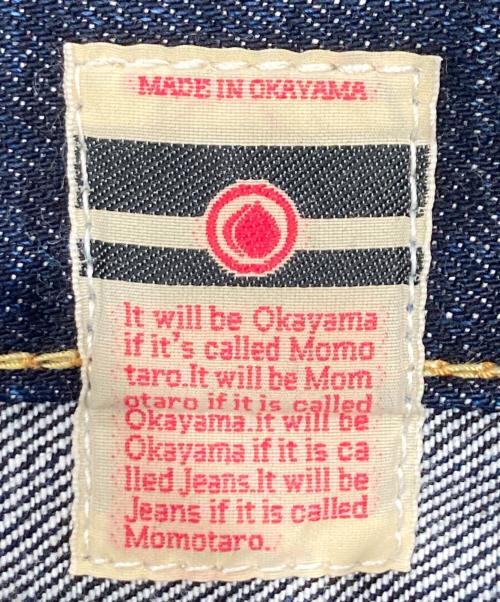 MADE IN OKAYAMA
It will be Okayama
if it's called Momo
taro.It will be Mom
otaro if it is called
Okayama.It will be
Okayama if it is ca
lled Jeans.It will be
Jeans if it is called
Momotaro.